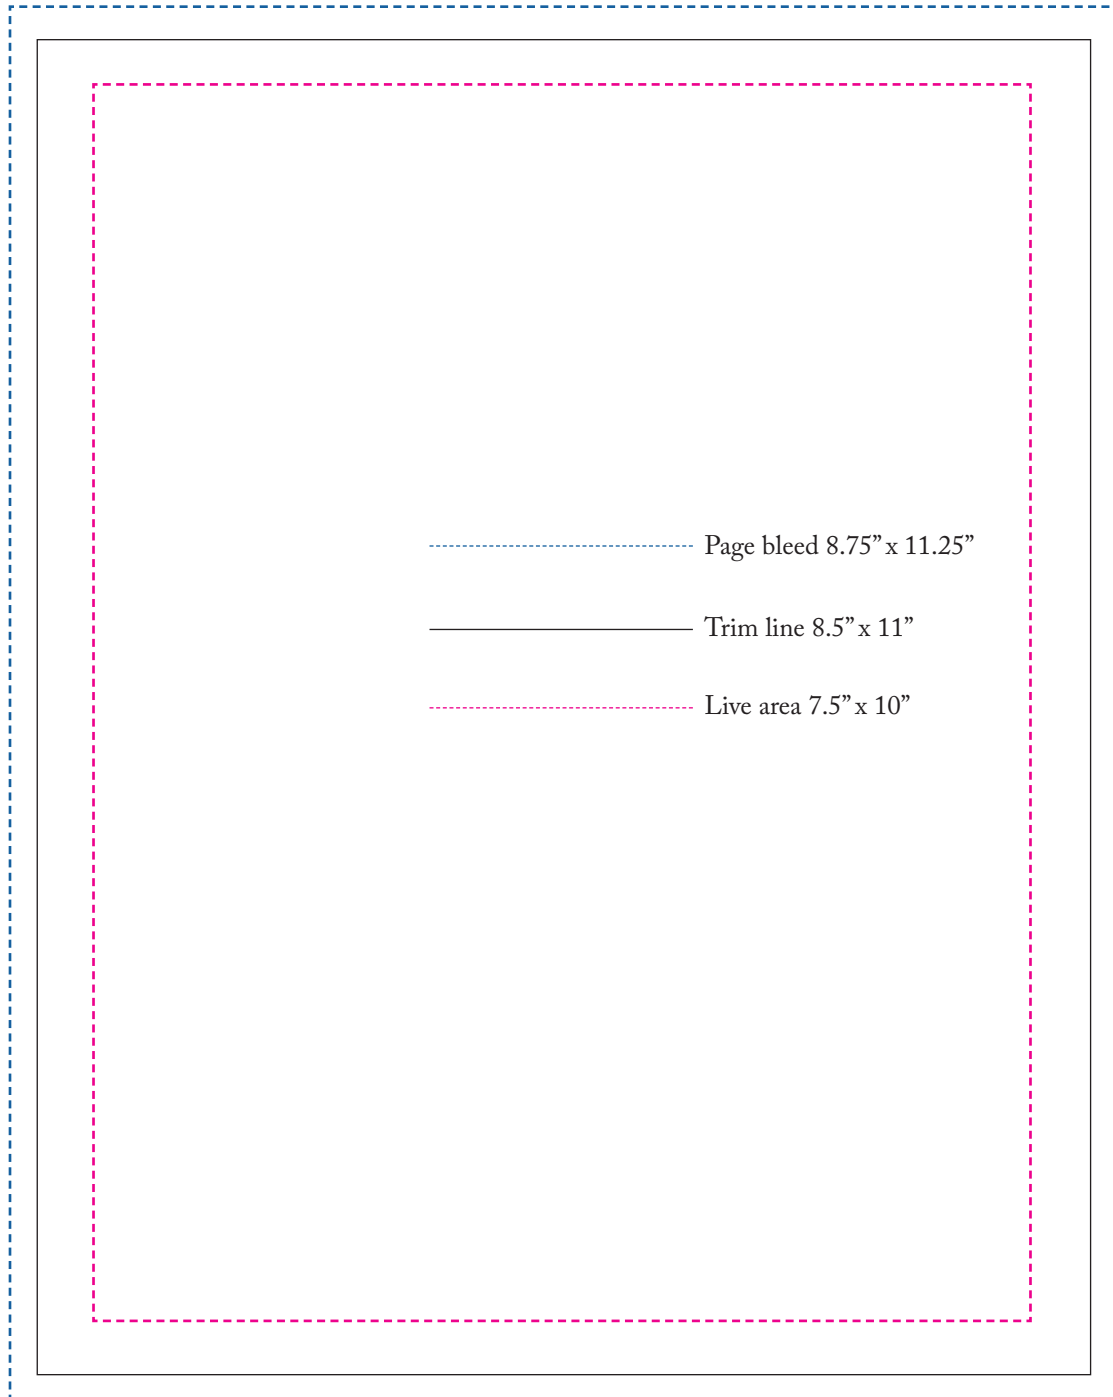 Page bleed 8.75” x 11.25”
Trim line 8.5” x 11”
Live area 7.5” x 10”